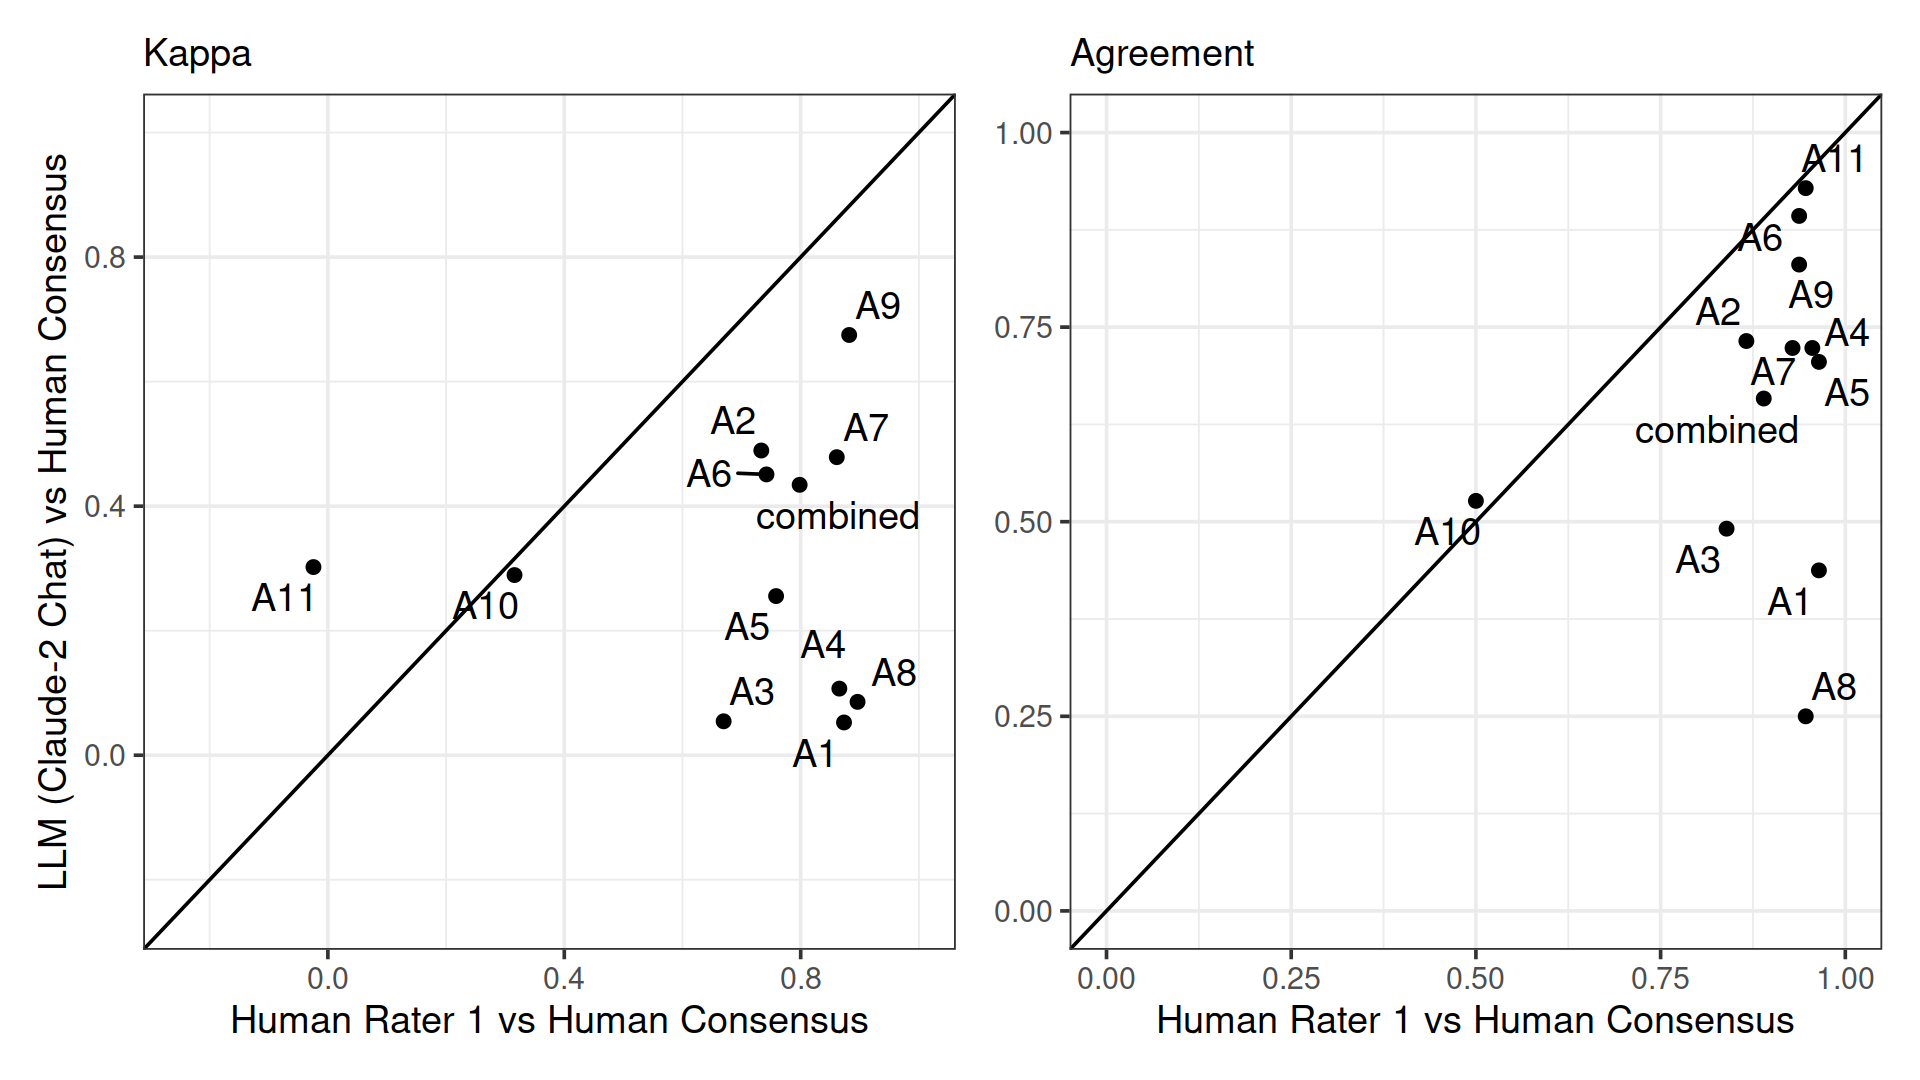 Kappa
Agreement
LLM (Claude-2 Chat) vs Human Consensus
0.8
0.4
0.0
A9
A2
A7
A6
combined
A11
A10
A5
A4
A8
A3
A1
0.0 0.4 0.8
Human Rater 1 vs Human Consensus
1.00
0.75
0.50
0.25
0.00
A11
A6
A9
A2
A4
A7
A5
combined
A10
A3
A1
A8
0.00 0.25 0.50 0.75 1.00
Human Rater 1 vs Human Consensus